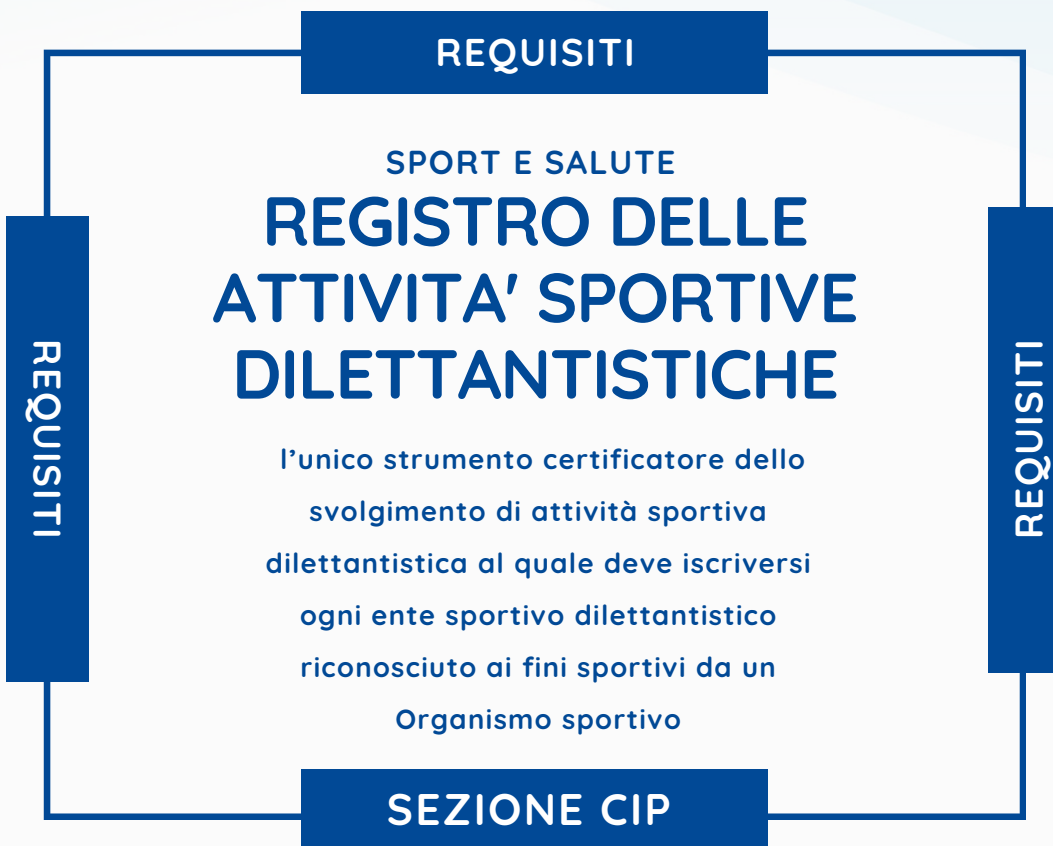 REQUISITI
SPORT E SALUTE
REGISTRO DELLE
ATTIVITA' SPORTIVE
DILETTANTISTICHE
REQUISITI
REQUISITI
l’unico strumento certificatore dello
svolgimento di attività sportiva
dilettantistica al quale deve iscriversi
ogni ente sportivo dilettantistico
riconosciuto ai fini sportivi da un
Organismo sportivo
SEZIONE CIP